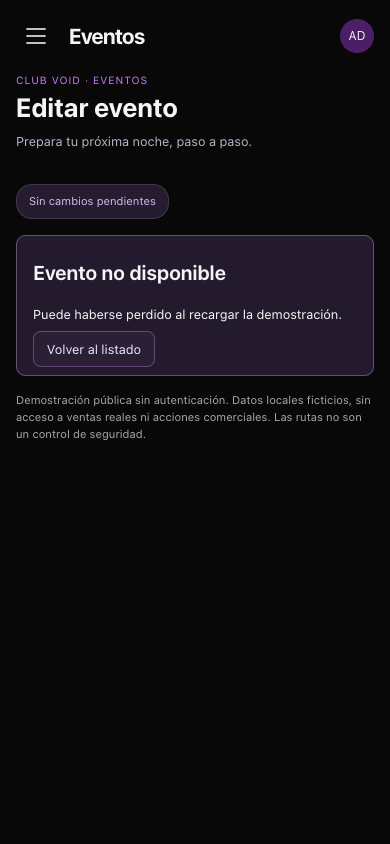 Eventos
AD
CLUB VOID · EVENTOS
Editar evento
Prepara tu próxima noche, paso a paso.
Sin cambios pendientes
Evento no disponible
Puede haberse perdido al recargar la demostración.
Volver al listado
Demostración pública sin autenticación. Datos locales ficticios, sin
acceso a ventas reales ni acciones comerciales. Las rutas no son
un control de seguridad.